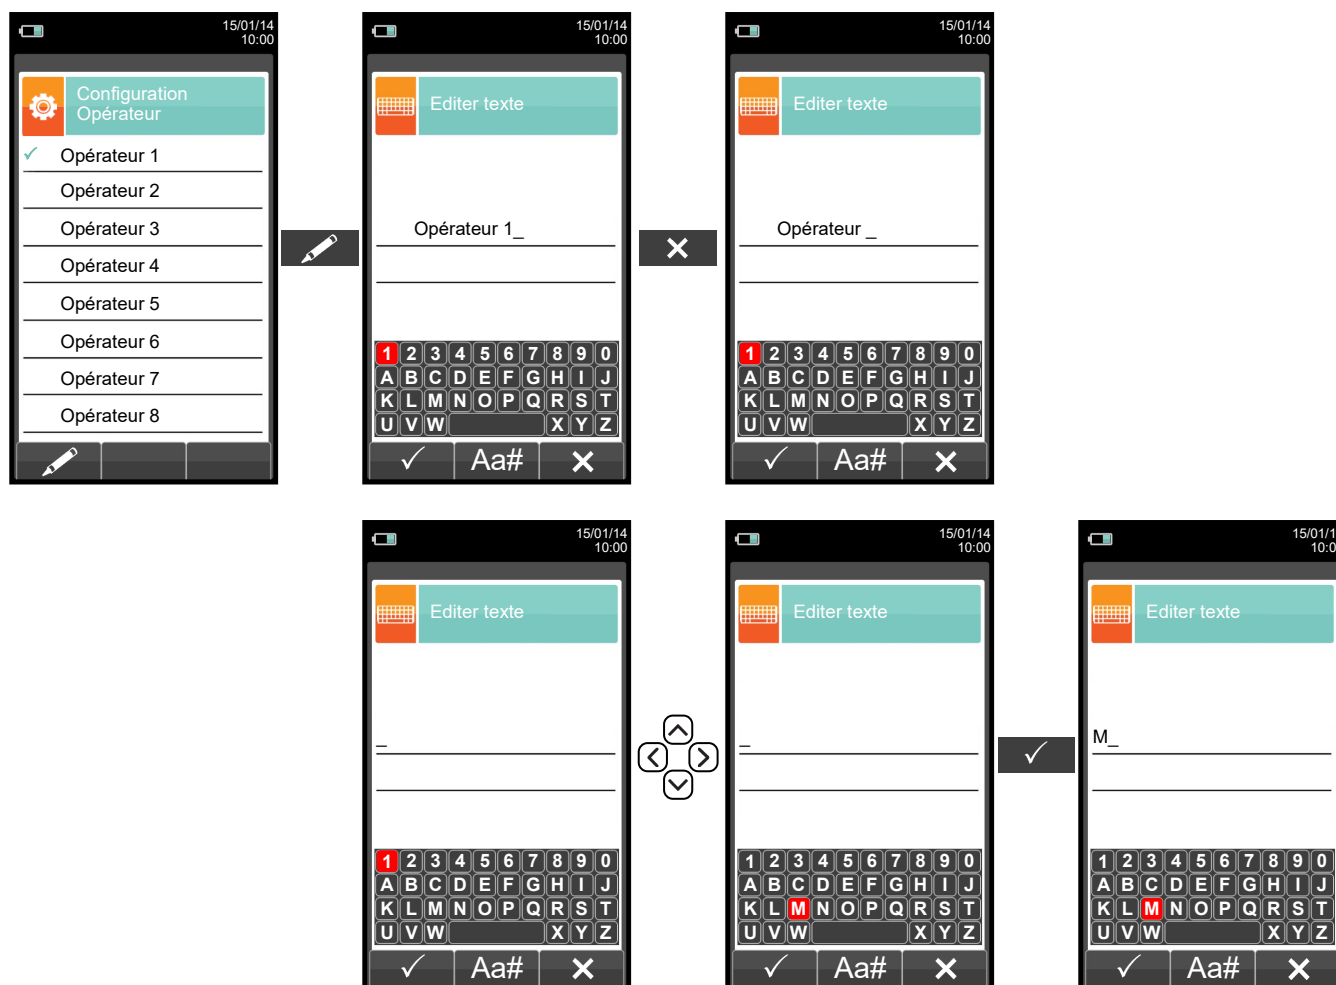 15/01/14
10:00
Configuration
Opérateur
Opérateur 1
Opérateur 2
Opérateur 3
Opérateur 4
Opérateur 5
Opérateur 6
Opérateur 7
Opérateur 8
15/01/14
10:00
Editer texte
Opérateur 1_
1 2 3 4 5 6 7 8 9 0
A B C D E F G H I J
K L M N O P Q R S T
U V W X Y Z
Aa#
15/01/14
10:00
Editer texte
Opérateur _
1 2 3 4 5 6 7 8 9 0
A B C D E F G H I J
K L M N O P Q R S T
U V W X Y Z
Aa#
15/01/14
10:00
Editer texte
_
1 2 3 4 5 6 7 8 9 0
A B C D E F G H I J
K L M N O P Q R S T
U V W X Y Z
Aa#
15/01/14
10:00
Editer texte
_
1 2 3 4 5 6 7 8 9 0
A B C D E F G H I J
K L M N O P Q R S T
U V W X Y Z
Aa#
15/01/1
10:0
Editer texte
M_
1 2 3 4 5 6 7 8 9 0
A B C D E F G H I J
K L M N O P Q R S T
U V W X Y Z
Aa#